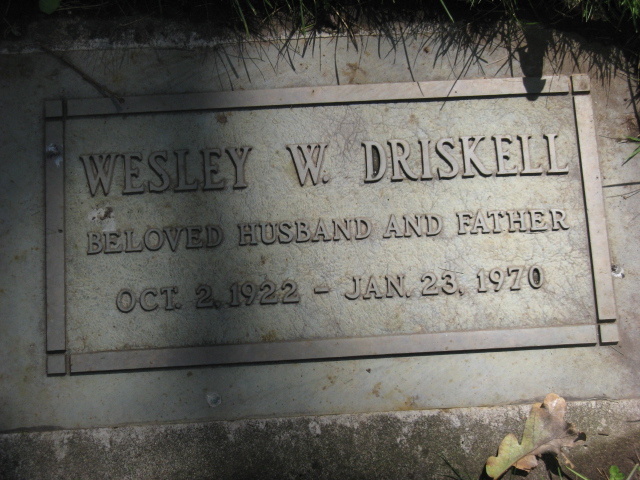 WESLEY W. DRISKELL
BELOVED HUSBAND AND FATHER
OCT. 2, 1922 - JAN. 23, 1970